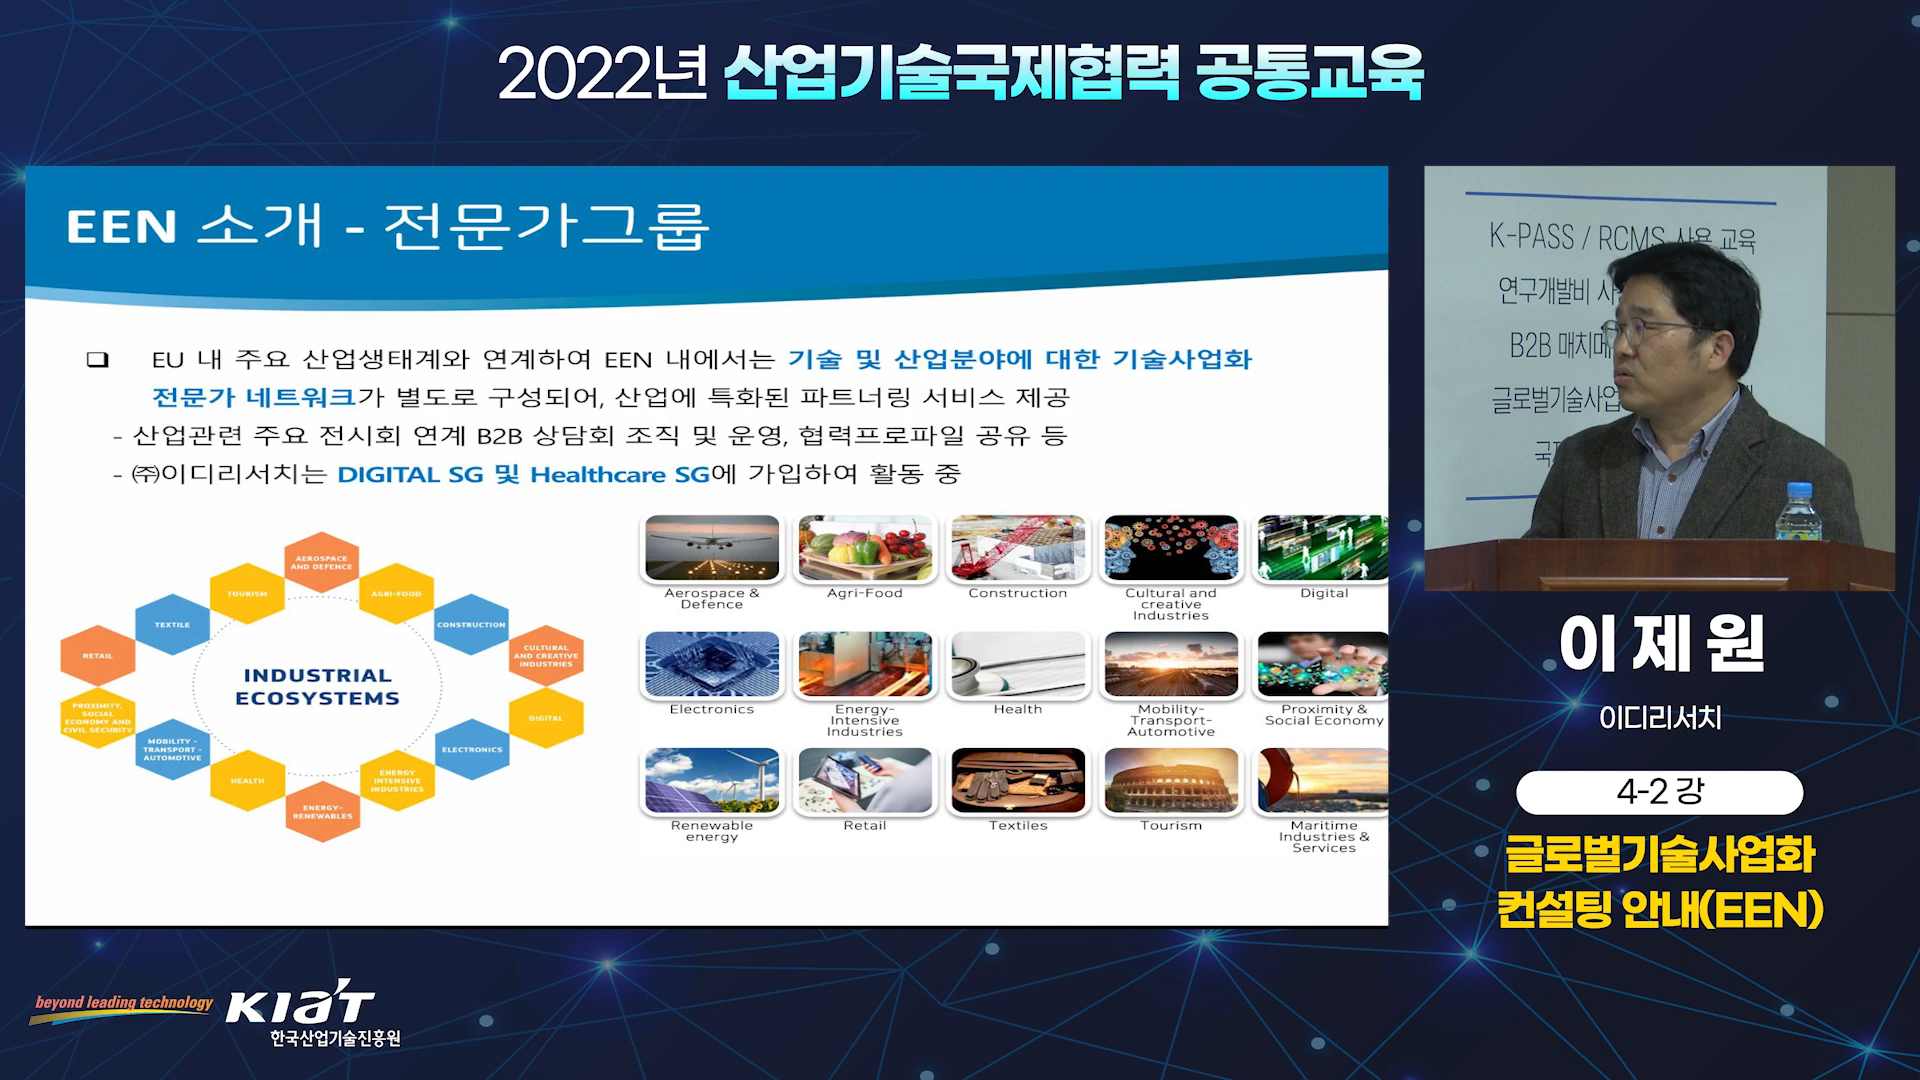 2022년 산업기술국제협력 공통교육
EEN 소개 - 전문가그룹
❑ EU 내 주요 산업생태계와 연계하여 EEN 내에서는 기술 및 산업분야에 대한 기술사업화
전문가 네트워크가 별도로 구성되어, 산업에 특화된 파트너링 서비스 제공
- 산업관련 주요 전시회 연계 B2B 상담회 조직 및 운영, 협력프로파일 공유 등
- ㈜이디리서치는 DIGITAL SG 및 Healthcare SG에 가입하여 활동 중
AEROSPACE
AND DEFENCE
TOURISM
AGRI-FOOD
TEXTILE
CONSTRUCTION
RETAIL
CULTURAL
AND CREATIVE
INDUSTRIES
INDUSTRIAL
ECOSYSTEMS
PROXIMITY,
SOCIAL
ECONOMY AND
CIVIL SECURITY
DIGITAL
MOBILITY -
TRANSPORT -
AUTOMOTIVE
ELECTRONICS
HEALTH
ENERGY
INTENSIVE
INDUSTRIES
ENERGY-
RENEWABLES
Aerospace &
Defence
Agri-Food
Construction
Cultural and
creative
Industries
Digital
Electronics
Energy-
Intensive
Industries
Health
Mobility-
Transport-
Automotive
Proximity &
Social Economy
Renewable
energy
Retail
Textiles
Tourism
Maritime
Industries &
Services
K-PASS / RCMS 사용 교육
연구개발비
B2B 매치메
글로벌기술사업
이 제 원
이디리서치
4-2 강
글로벌기술사업화
컨설팅 안내(EEN)
beyond leading technology
KIAT
한국산업기술진흥원